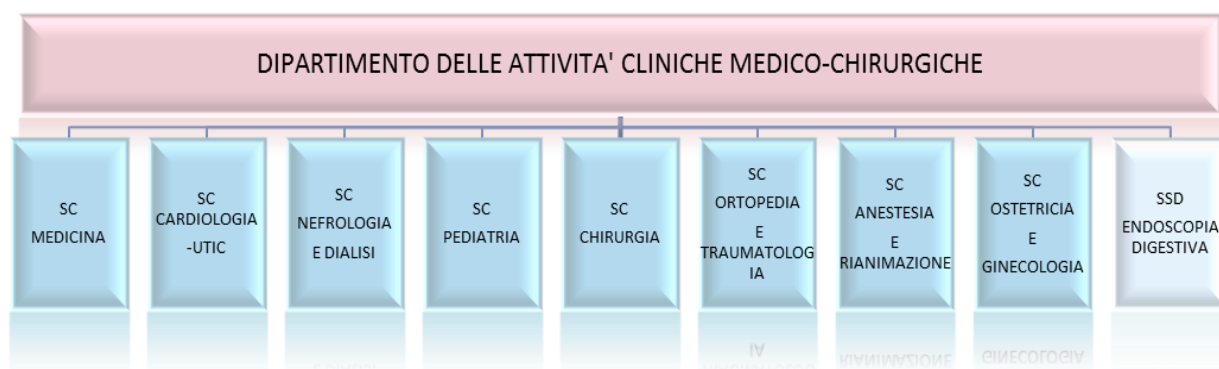 DIPARTIMENTO DELLE ATTIVITA' CLINICHE MEDICO-CHIRURGICHE
SC
MEDICINA
SC
CARDIOLOGIA
-UTIC
SC
NEFROLOGIA
E DIALISI
SC
PEDIATRIA
SC
CHIRURGIA
SC
ORTOPEDIA
E
TRAUMATOLOG
IA
SC
ANESTESIA
E
RIANIMAZIONE
SC
OSTETRICIA
E
GINECOLOGIA
SSD
ENDOSCOPIA
DIGESTIVA